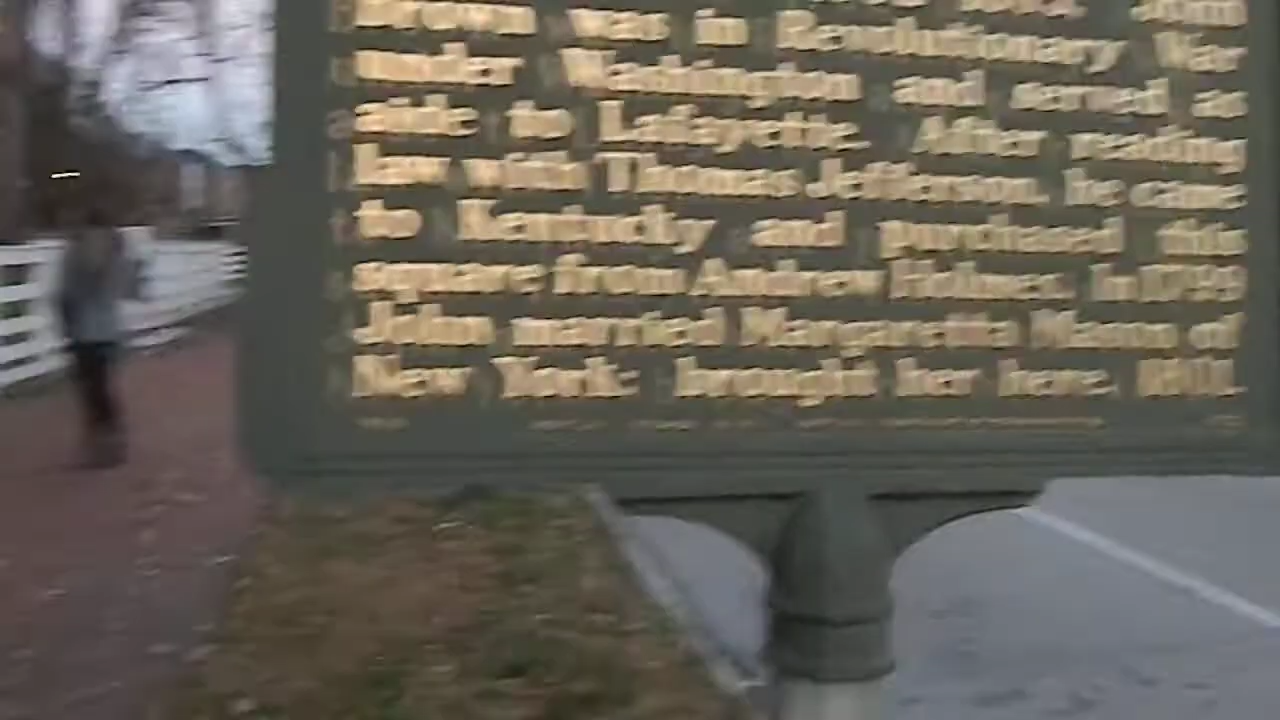 John
Brown was in Revolutionary War
under Washington and served as
aide to Lafayette. After reading
law with Thomas Jefferson, he came
to Kentucky and purchased this
square from Andrew Holmes. In 1799
John married Margaretta Mason of
New York; brought her here, 1801.